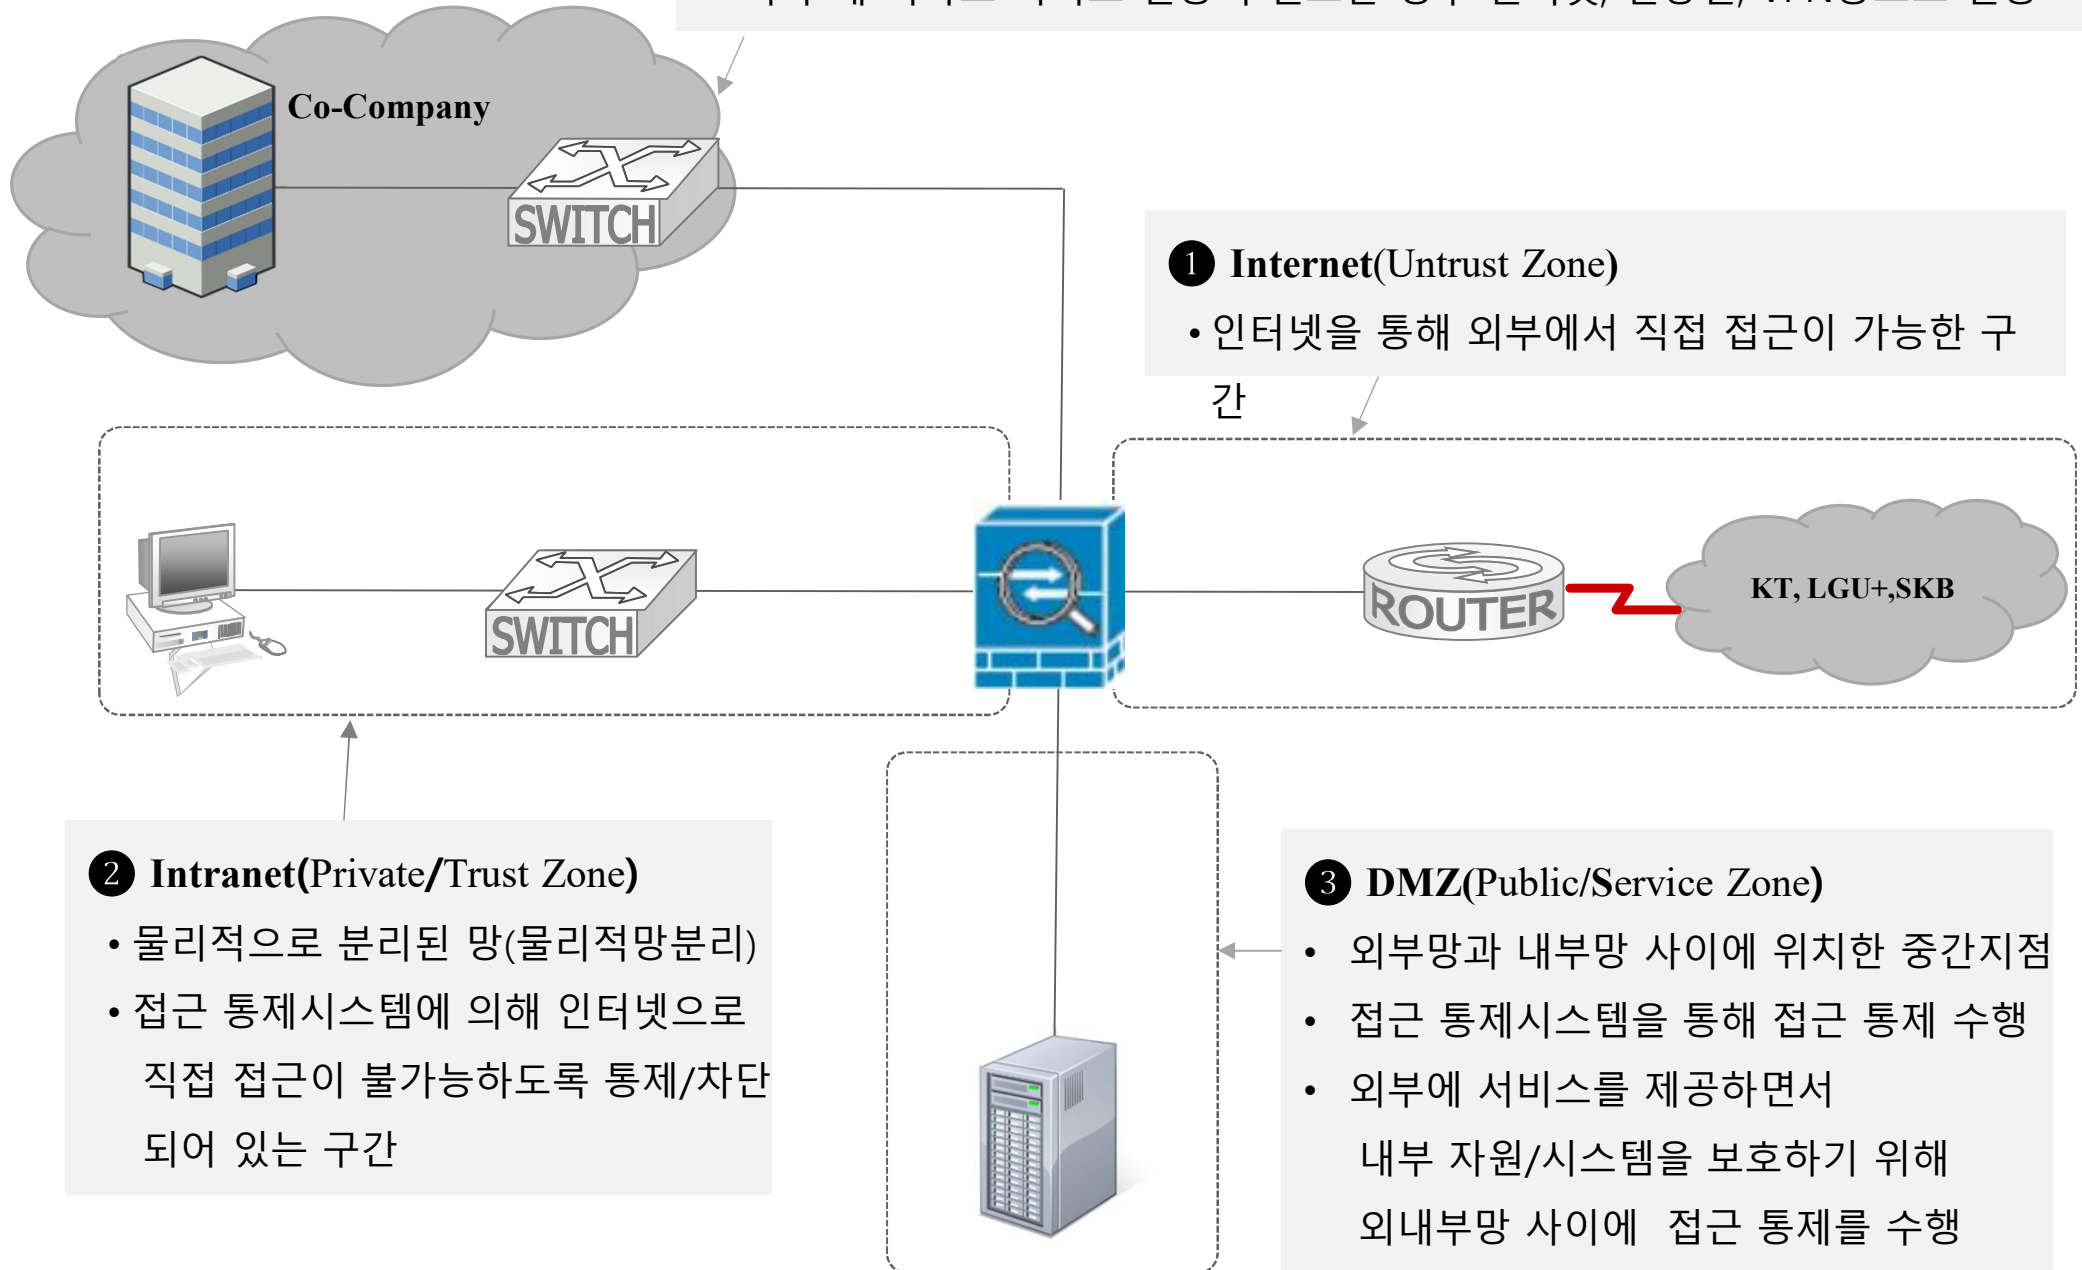 VPN
Co-Company
SWITCH
❶ Internet(Untrust Zone)
• 인터넷을 통해 외부에서 직접 접근이 가능한 구
간
SWITCH
ROUTER
KT, LGU+,SKB
❷ Intranet(Private/Trust Zone)
• 물리적으로 분리된 망(물리적망분리)
• 접근 통제시스템에 의해 인터넷으로
직접 접근이 불가능하도록 통제/차단
되어 있는 구간
❸ DMZ(Public/Service Zone)
• 외부망과 내부망 사이에 위치한 중간지점
• 접근 통제시스템을 통해 접근 통제 수행
• 외부에 서비스를 제공하면서
내부 자원/시스템을 보호하기 위해
외내부망 사이에 접근 통제를 수행